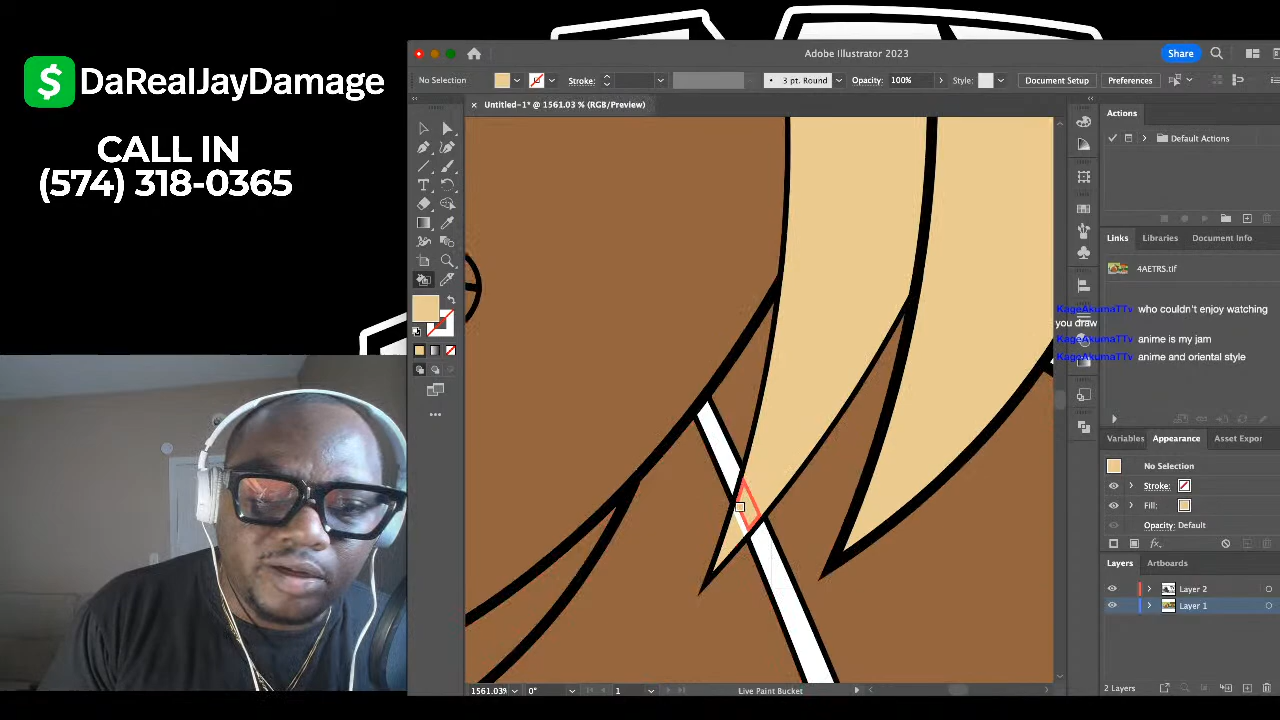 $ DaRealJayDamage
CALL IN
(574) 318-0365
Adobe Illustrator 2023
Share
No Selection
Stroke:
3 pt. Round
Opacity:
100%
Style:
Document Setup
Preferences
Untitled-1* @ 1561.03 % (RGB/Preview)
Actions
Default Actions
Links
Libraries
Document Info
4AETRS.tif
KageAkumaTTv who couldn't enjoy watching
you draw
KageAkumaTTv anime is my jam
KageAkumaTTv anime and oriental style
Variables
Appearance
Asset Expor
No Selection
Stroke:
Fill:
Opacity: Default
Layers
Artboards
Layer 2
Layer 1
2 Layers
1561.03%
0°
1
Live Paint Bucket